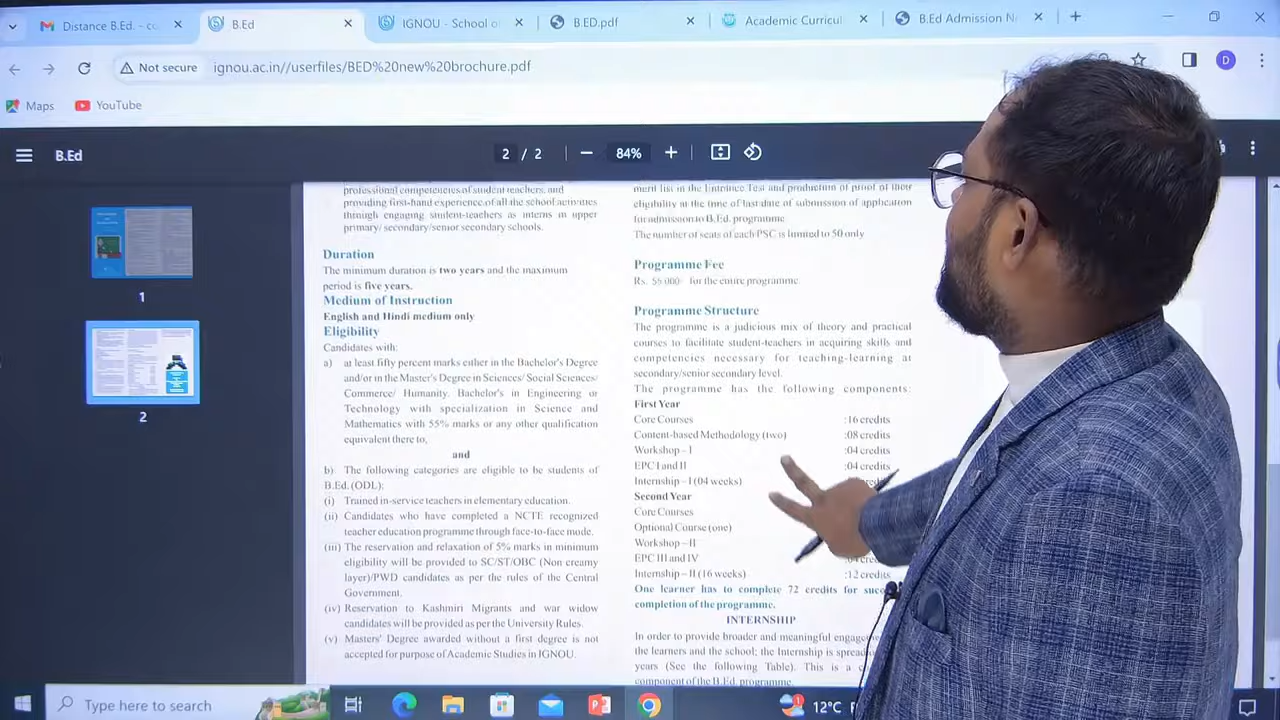 Distance B.Ed. - co
B.Ed
IGNOU - School o
B ED.pdf
Academic Curricul
B.Ed Admission N
Not secure
ignou.ac.in//userfiles/BED%20new%20brochure.pdf
D
Maps
YouTube
B.Ed
2 / 2
84%
1
2
professional competencies of student teachers, and
providing first-hand experience of all the school activities
through engaging student-teachers as interns in upper
primary/ secondary/senior secondary schools.
Duration
The minimum duration is two years and the maximum
period is five years.
Medium of Instruction
English and Hindi medium only
Eligibility
Candidates with:
a) at least fifty percent marks either in the Bachelor's Degree
and/or in the Master's Degree in Sciences/ Social Sciences/
Commerce/ Humanity. Bachelor's in Engineering or
Technology with specialization in Science and
Mathematics with 55% marks or any other qualification
equivalent there to,
and
b) The following categories are eligible to be students of
B.Ed. (ODL):
(i) Trained in-service teachers in elementary education.
(ii) Candidates who have completed a NCTE recognized
teacher education programme through face-to-face mode.
(iii) The reservation and relaxation of 5% marks in minimum
eligibility will be provided to SC/ST/OBC (Non creamy
layer)/PWD candidates as per the rules of the Central
Government.
(iv) Reservation to Kashmiri Migrants and war widow
candidates will be provided as per the University Rules.
(v) Masters' Degree awarded without a first degree is not
accepted for purpose of Academic Studies in IGNOU.
merit list in the Entrance Test and production of proof of their
eligibility at the time of last date of submission of application
for admission to B.Ed. programme
The number of seats of each PSC is limited to 50 only
Programme Fee
Rs. 55,000/- for the entire programme.
Programme Structure
The programme is a judicious mix of theory and practical
courses to facilitate student-teachers in acquiring skills and
competencies necessary for teaching-learning at
secondary/senior secondary level.
The programme has the following components:
First Year
Core Courses :16 credits
Content-based Methodology (two) :08 credits
Workshop – I :04 credits
EPC I and II :04 credits
Internship – I (04 weeks)
Second Year
Core Courses
Optional Course (one)
Workshop – II
EPC III and IV
Internship – II (16 weeks) :12 credits
One learner has to complete 72 credits for
completion of the programme.
INTERNSHIP
In order to provide broader and meaningful
the learners and the school; the Internship is
years (See the following Table). This is a
component of the B.Ed. programme.
Type here to search
12°C